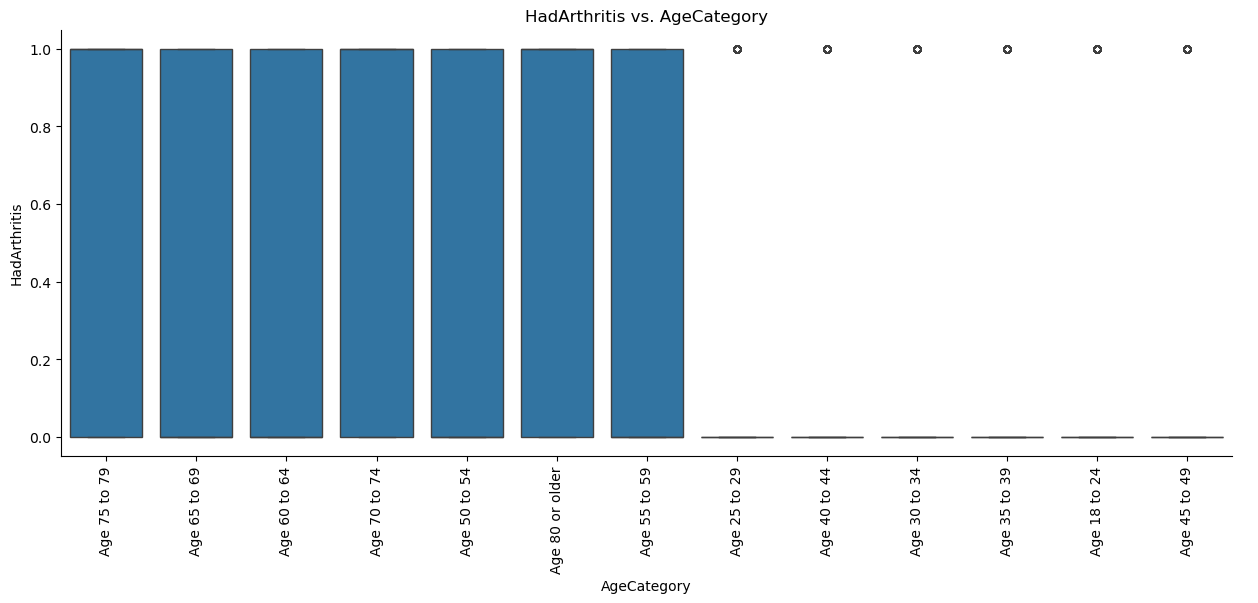 HadArthritis vs. AgeCategory
1.0
0.8
0.6
0.4
0.2
0.0
HadArthritis
Age 75 to 79
Age 65 to 69
Age 60 to 64
Age 70 to 74
Age 50 to 54
Age 80 or older
Age 55 to 59
Age 25 to 29
Age 40 to 44
Age 30 to 34
Age 35 to 39
Age 18 to 24
Age 45 to 49
AgeCategory